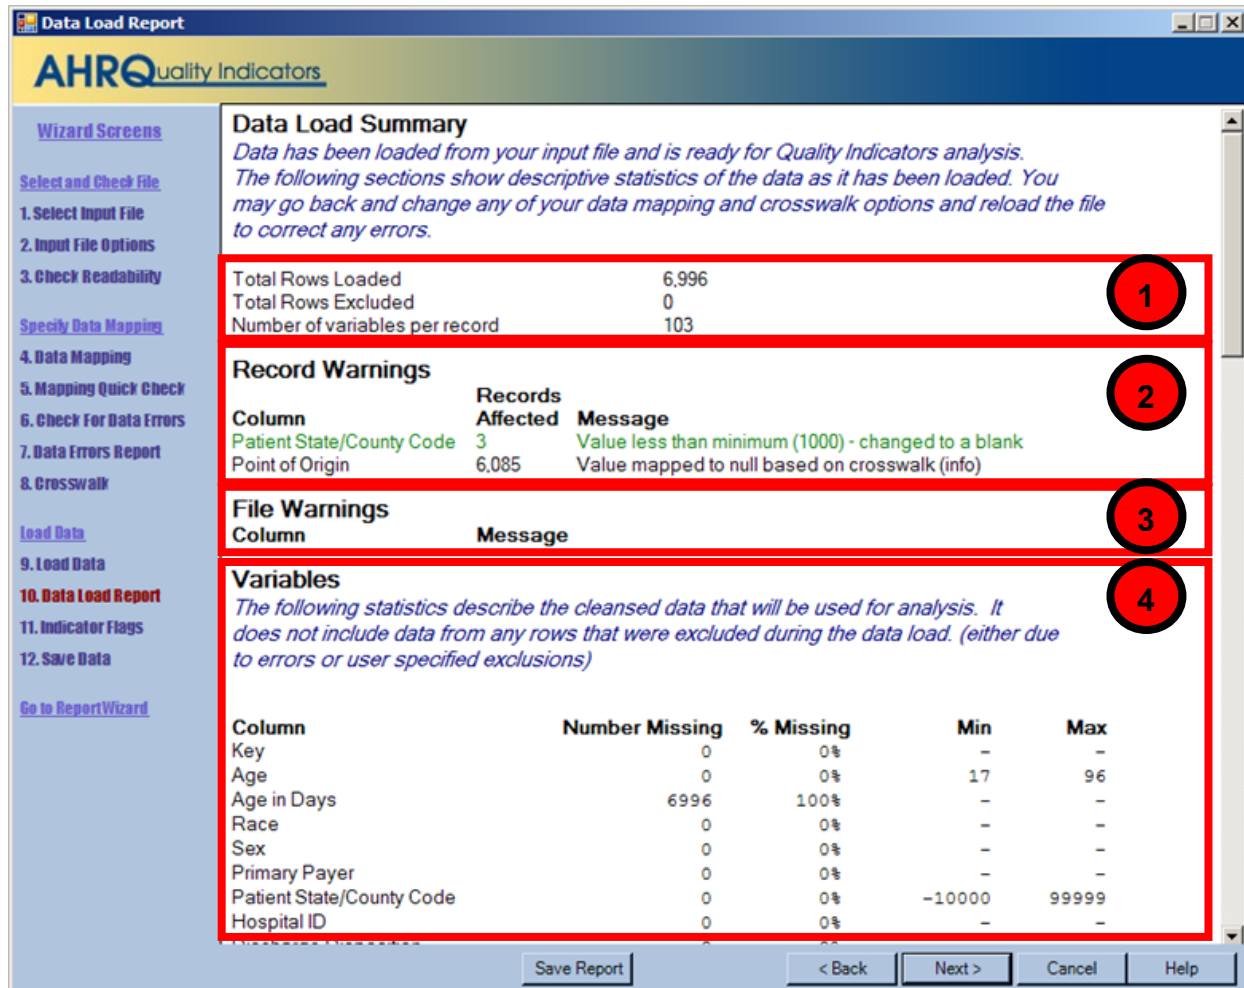 Data Load Report
AHRQuality Indicators
Wizard Screens
Select and Check File
1. Select Input File
2. Input File Options
3. Check Readability
Specify Data Mapping
4. Data Mapping
5. Mapping Quick Check
6. Check For Data Errors
7. Data Errors Report
8. Crosswalk
Load Data
9. Load Data
10. Data Load Report
11. Indicator Flags
12. Save Data
Go to Report Wizard
Data Load Summary
Data has been loaded from your input file and is ready for Quality Indicators analysis.
The following sections show descriptive statistics of the data as it has been loaded. You
may go back and change any of your data mapping and crosswalk options and reload the file
to correct any errors.
Total Rows Loaded 6,996
Total Rows Excluded 0
Number of variables per record 103
1
Record Warnings
2
Records
Column Affected Message
Patient State/County Code 3 Value less than minimum (1000) - changed to a blank
Point of Origin 6,085 Value mapped to null based on crosswalk (info)
File Warnings
3
Column Message
Variables
4
The following statistics describe the cleansed data that will be used for analysis. It
does not include data from any rows that were excluded during the data load. (either due
to errors or user specified exclusions)
Column Number Missing % Missing Min Max
Key 0 0% - -
Age 0 0% 17 96
Age in Days 6996 100% - -
Race 0 0% - -
Sex 0 0% - -
Primary Payer 0 0% - -
Patient State/County Code 0 0% -10000 99999
Hospital ID 0 0% - -
Save Report < Back Next > Cancel Help